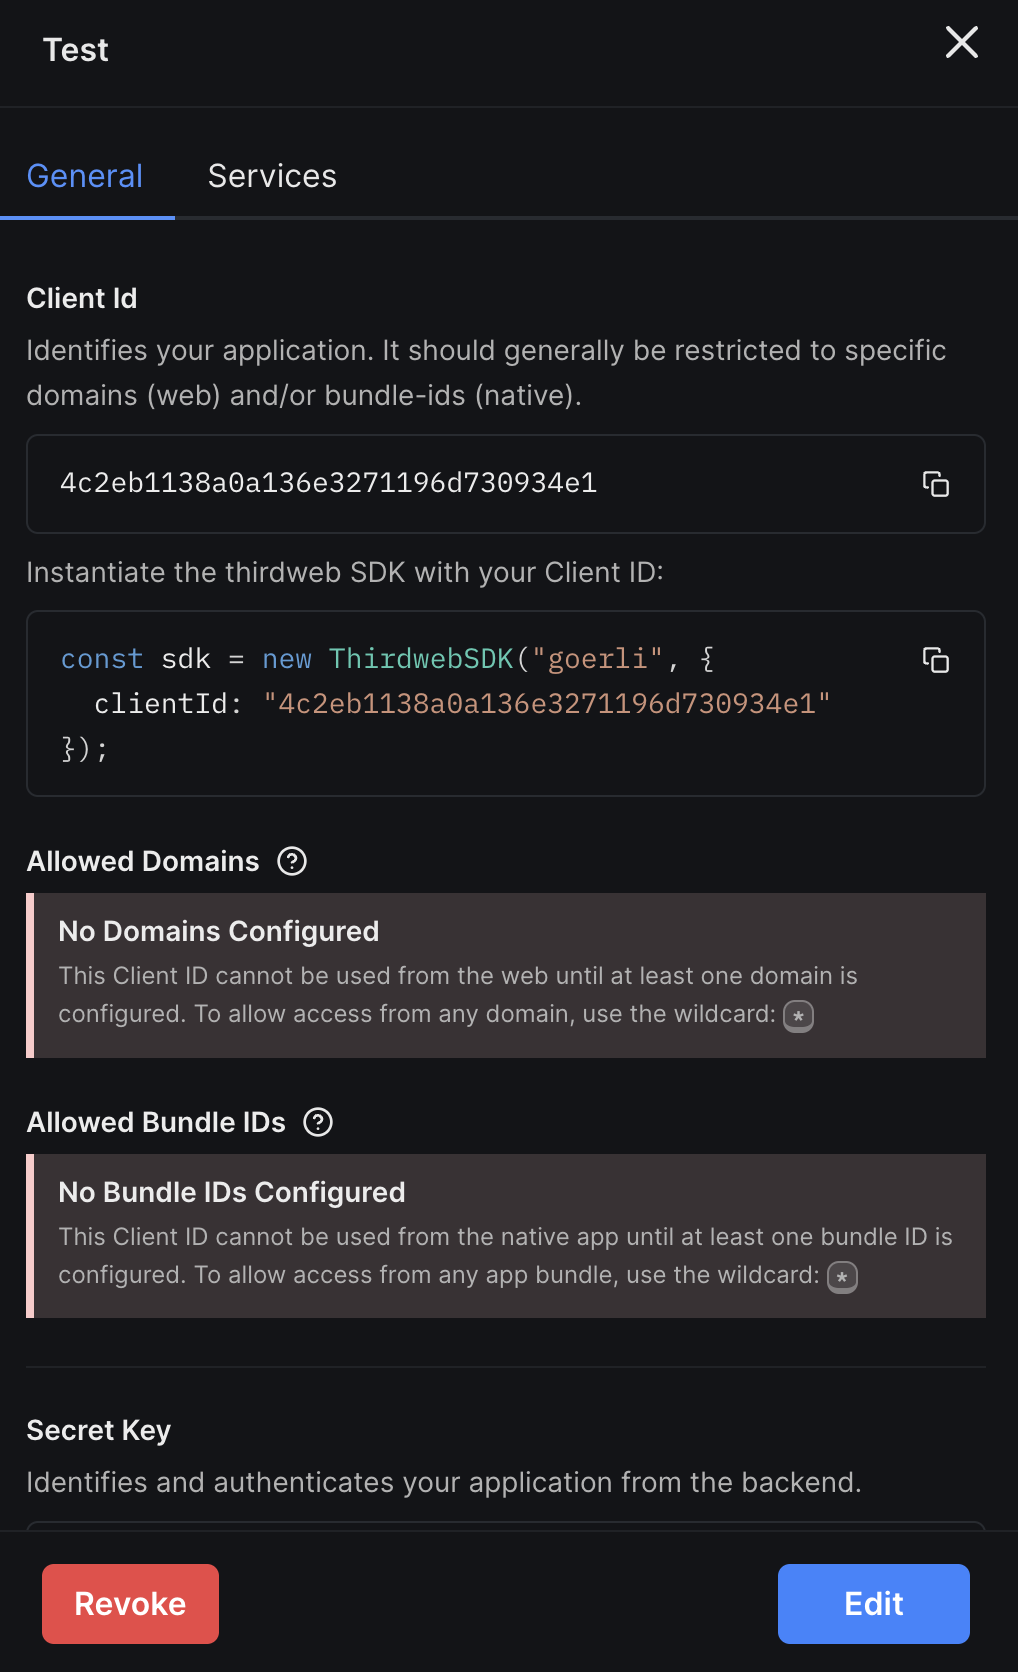 Test
General
Services
Client Id
Identifies your application. It should generally be restricted to specific
domains (web) and/or bundle-ids (native).
4c2eb1138a0a136e3271196d730934e1
Instantiate the thirdweb SDK with your Client ID:
const sdk = new ThirdwebSDK("goerli", {
  clientId: "4c2eb1138a0a136e3271196d730934e1"
});
Allowed Domains
No Domains Configured
This Client ID cannot be used from the web until at least one domain is
configured. To allow access from any domain, use the wildcard: *
Allowed Bundle IDs
No Bundle IDs Configured
This Client ID cannot be used from the native app until at least one bundle ID is
configured. To allow access from any app bundle, use the wildcard: *
Secret Key
Identifies and authenticates your application from the backend.
Revoke
Edit